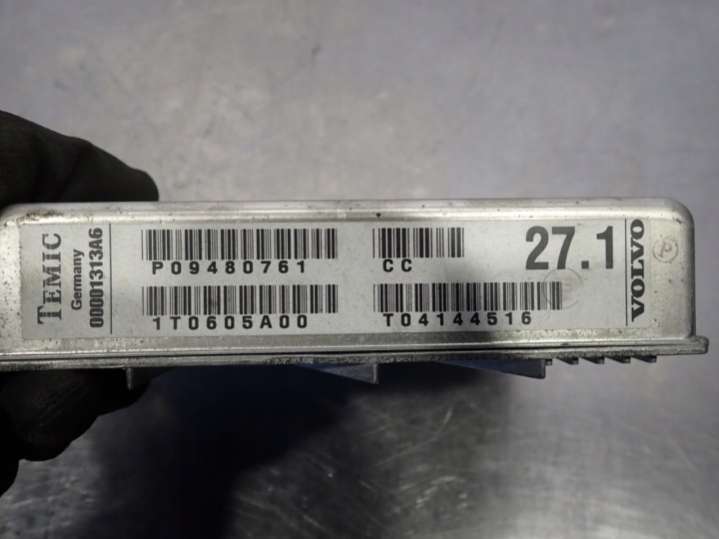 TEMIC
Germany
00001313A6
P09480761
CC
27.1
1T0605A00
T04144516
VOLVO
P